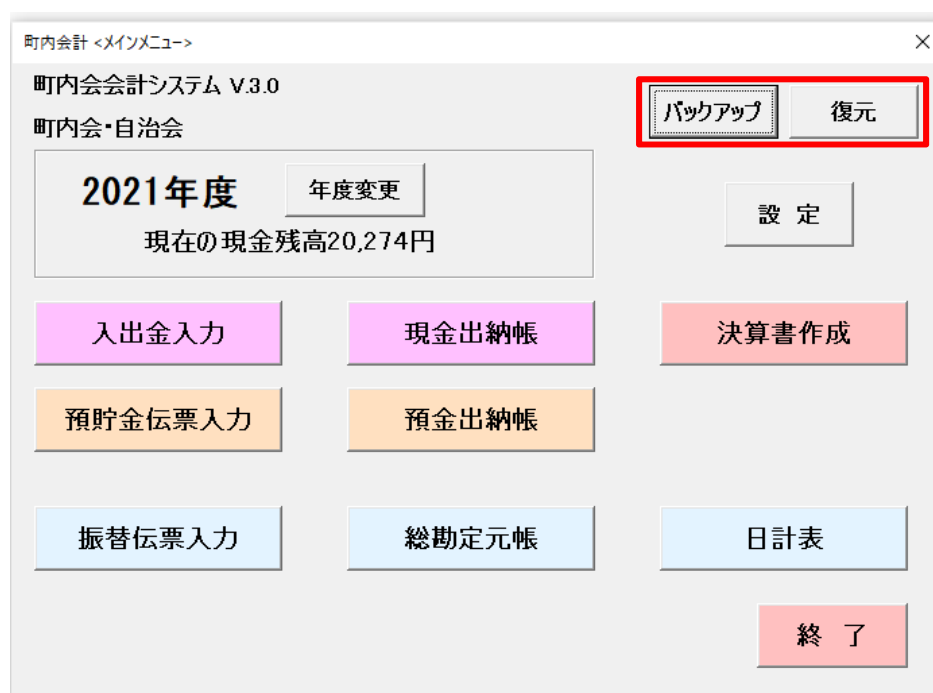 町内会計 <メインメニュー>
町内会会計システム V.3.0
町内会・自治会
バックアップ 復元
2021年度 年度変更
現在の現金残高20,274円
設 定
入出金入力 現金出納帳 決算書作成
預貯金伝票入力 預金出納帳
振替伝票入力 総勘定元帳 日計表
終 了